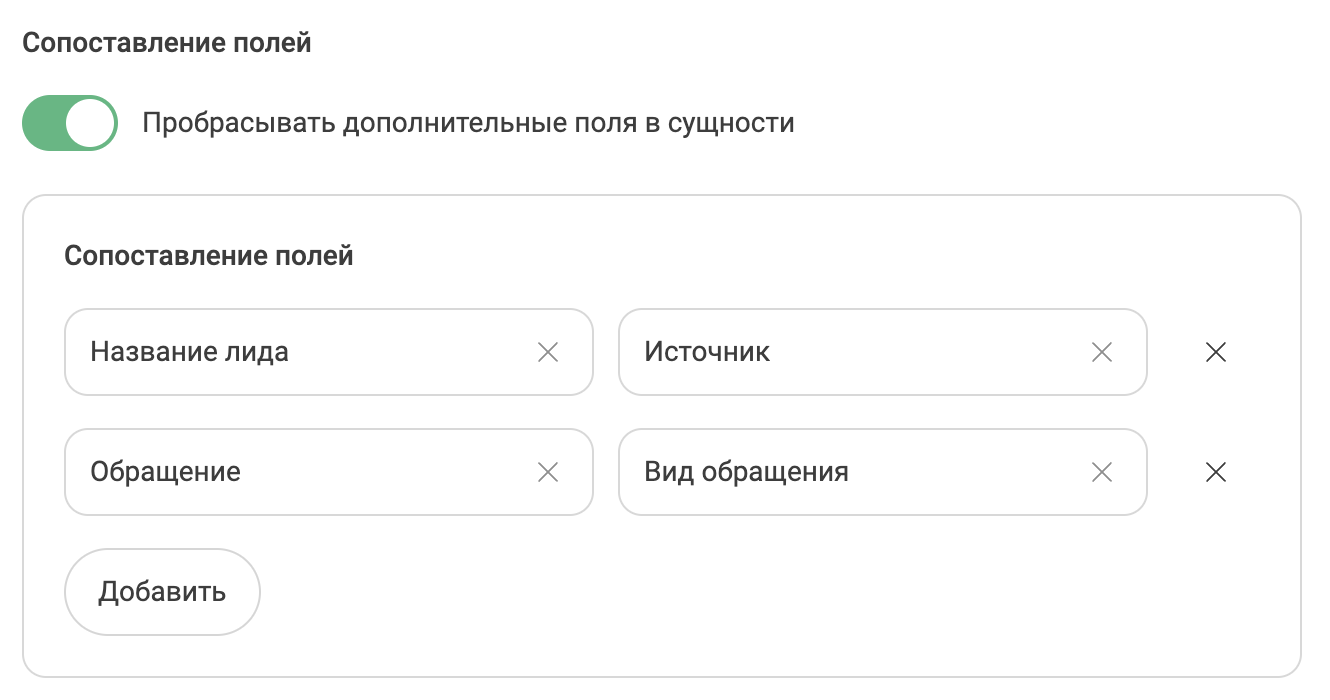 Сопоставление полей
Пробрасывать дополнительные поля в сущности
Сопоставление полей
Название лида Источник
Обращение Вид обращения
Добавить